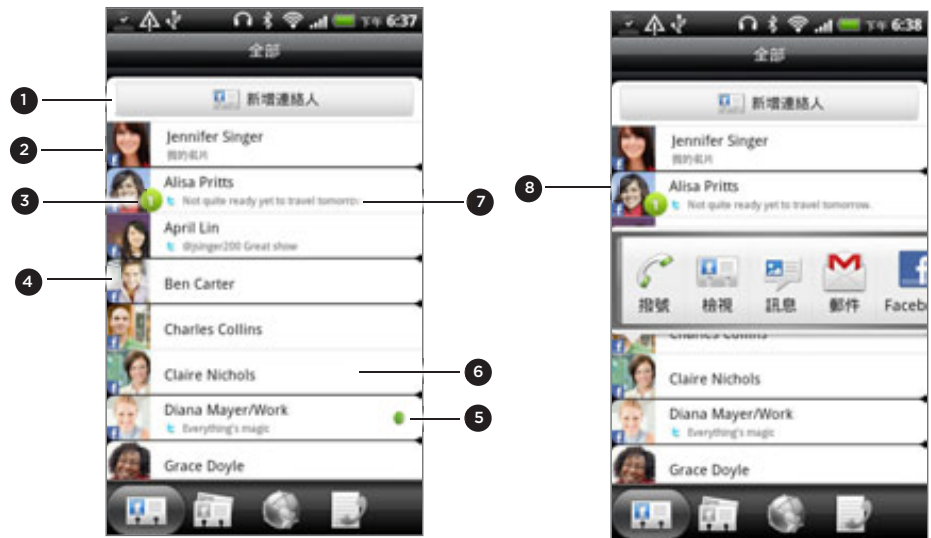 下午 6:37
全部
新增連絡人
Jennifer Singer
我的名片
Alisa Pritts
Not quite ready yet to travel tomorrow
April Lin
@jsinger200 Great show
Ben Carter
Charles Collins
Claire Nichols
Diana Mayer/Work
Everything's magic
Grace Doyle
1
2
3
4
7
6
5
1
下午 6:38
全部
新增連絡人
Jennifer Singer
我的名片
Alisa Pritts
Not quite ready yet to travel tomorrow.
1
撥號
檢視
訊息
郵件
Faceb
Charles Collins
Claire Nichols
Diana Mayer/Work
Everything's magic
Grace Doyle
8